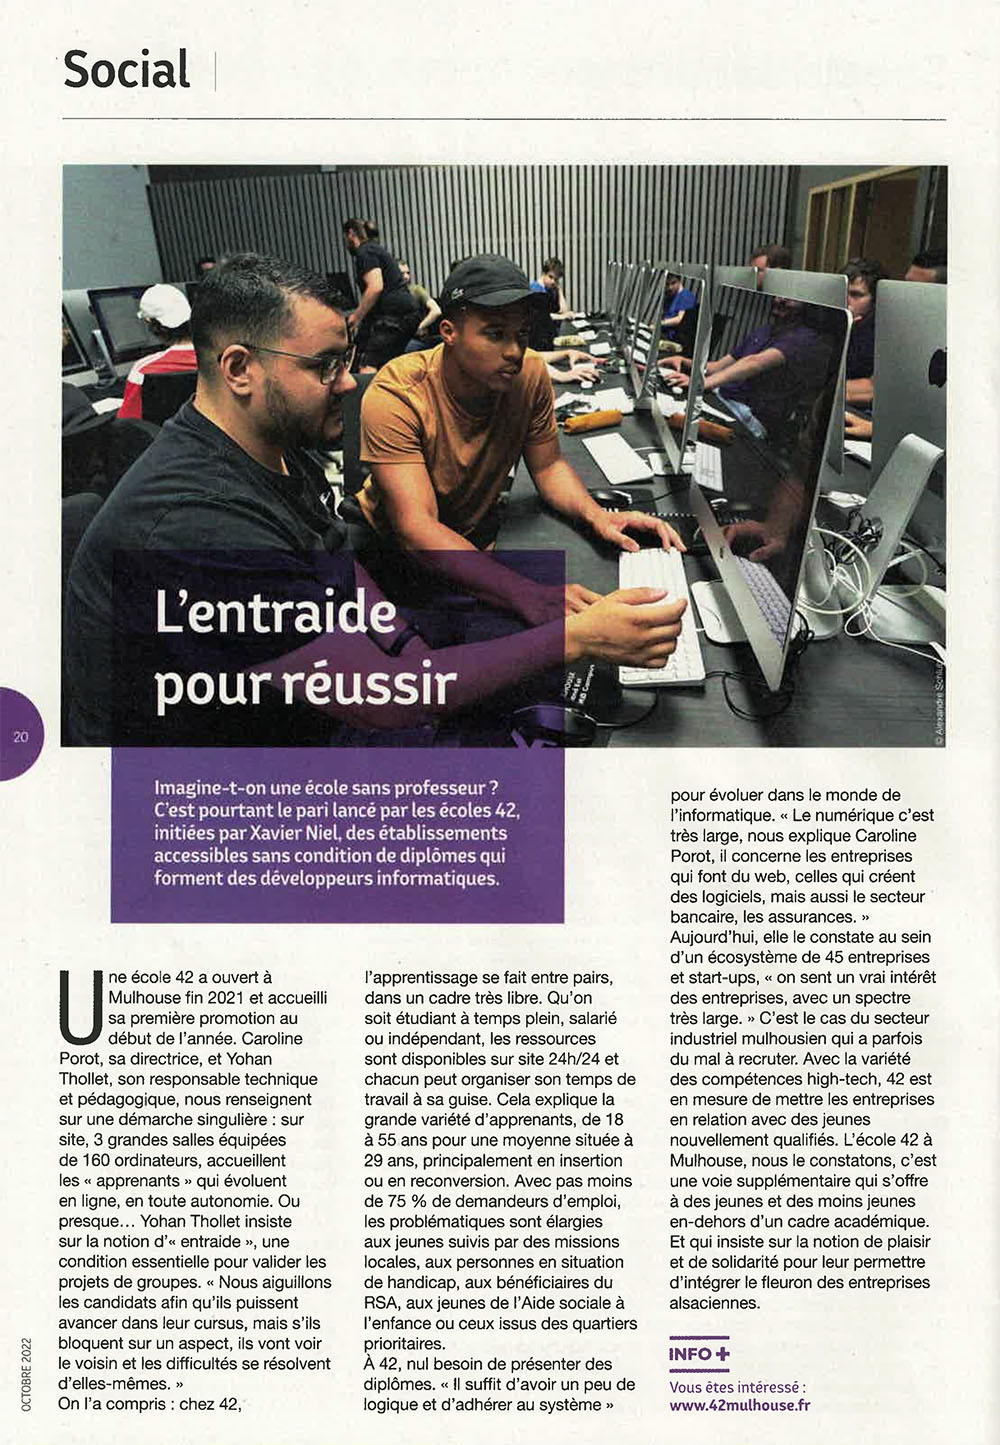 Social
L'entraide
pour réussir
© Alexandre
20
Imagine-t-on une école sans professeur ?
C'est pourtant le pari lancé par les écoles 42,
initiées par Xavier Niel, des établissements
accessibles sans condition de diplômes qui
forment des développeurs informatiques.
Une école 42 a ouvert à
Mulhouse fin 2021 et accueilli
sa première promotion au
début de l'année. Caroline
Porot, sa directrice, et Yohan
Thollet, son responsable technique
et pédagogique, nous renseignent
sur une démarche singulière : sur
site, 3 grandes salles équipées
de 160 ordinateurs, accueillent
les « apprenants » qui évoluent
en ligne, en toute autonomie. Ou
presque... Yohan Thollet insiste
sur la notion d'« entraide », une
condition essentielle pour valider les
projets de groupes. « Nous aiguillons
les candidats afin qu'ils puissent
avancer dans leur cursus, mais s'ils
bloquent sur un aspect, ils vont voir
le voisin et les difficultés se résolvent
d'elles-mêmes. »
On l'a compris : chez 42,
l'apprentissage se fait entre pairs,
dans un cadre très libre. Qu'on
soit étudiant à temps plein, salarié
ou indépendant, les ressources
sont disponibles sur site 24h/24 et
chacun peut organiser son temps de
travail à sa guise. Cela explique la
grande variété d'apprenants, de 18
à 55 ans pour une moyenne située à
29 ans, principalement en insertion
ou en reconversion. Avec pas moins
de 75 % de demandeurs d'emploi,
les problématiques sont élargies
aux jeunes suivis par des missions
locales, aux personnes en situation
de handicap, aux bénéficiaires du
RSA, aux jeunes de l'Aide sociale à
l'enfance ou ceux issus des quartiers
prioritaires.
À 42, nul besoin de présenter des
diplômes. « Il suffit d'avoir un peu de
logique et d'adhérer au système »
pour évoluer dans le monde de
l'informatique. « Le numérique c'est
très large, nous explique Caroline
Porot, il concerne les entreprises
qui font du web, celles qui créent
des logiciels, mais aussi le secteur
bancaire, les assurances. »
Aujourd'hui, elle le constate au sein
d'un écosystème de 45 entreprises
et start-ups, « on sent un vrai intérêt
des entreprises, avec un spectre
très large. » C'est le cas du secteur
industriel mulhousien qui a parfois
du mal à recruter. Avec la variété
des compétences high-tech, 42 est
en mesure de mettre les entreprises
en relation avec des jeunes
nouvellement qualifiés. L'école 42 à
Mulhouse, nous le constatons, c'est
une voie supplémentaire qui s'offre
à des jeunes et des moins jeunes
en-dehors d'un cadre académique.
Et qui insiste sur la notion de plaisir
et de solidarité pour leur permettre
d'intégrer le fleuron des entreprises
alsaciennes.
INFO +
Vous êtes intéressé :
www.42mulhouse.fr
OCTOBRE 2022